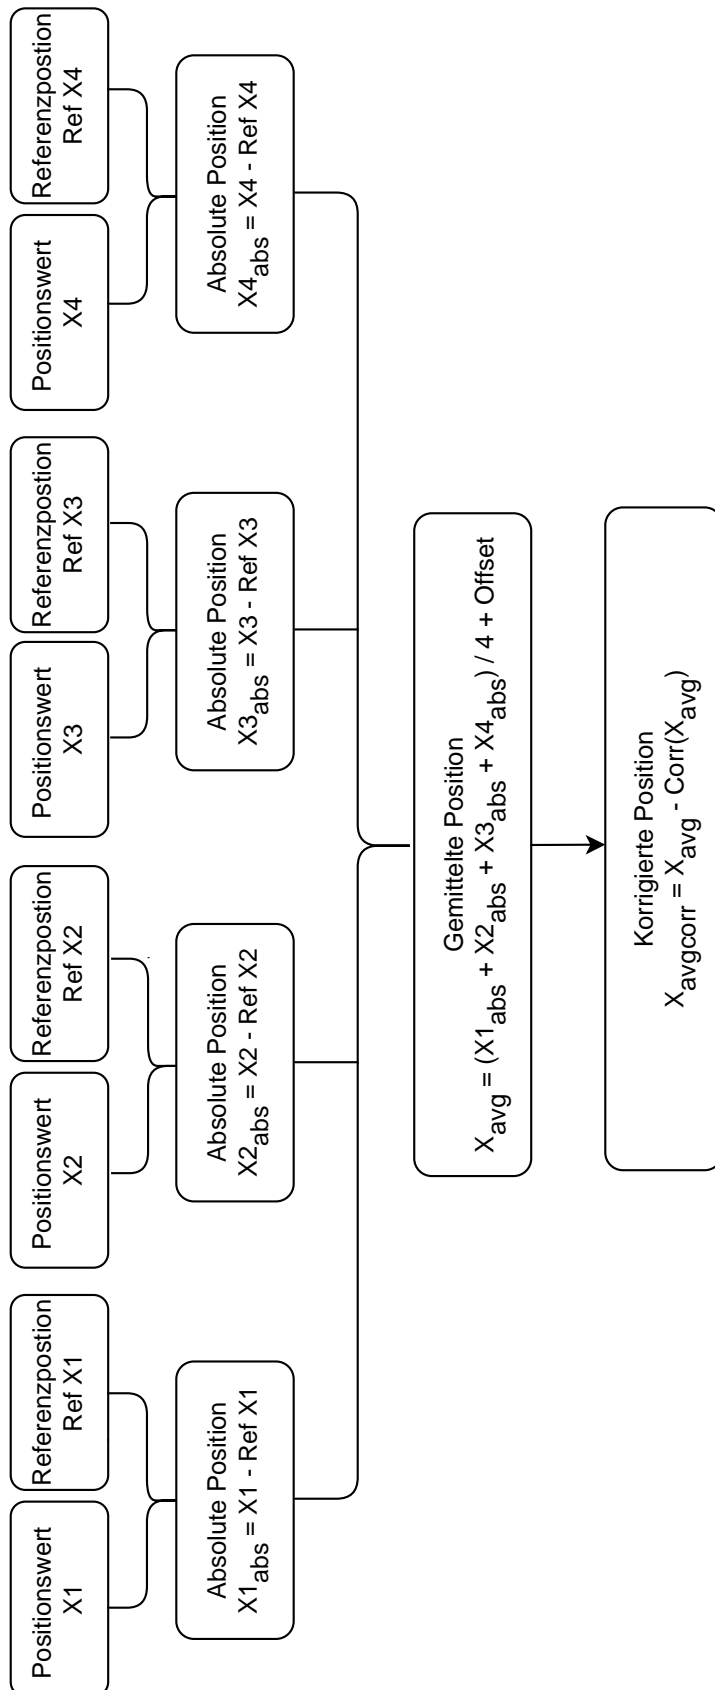 Positionswert
X1
Referenzpostion
Ref X1
Positionswert
X2
Referenzpostion
Ref X2
Positionswert
X3
Referenzpostion
Ref X3
Positionswert
X4
Referenzpostion
Ref X4
Absolute Position
X1abs = X1 - Ref X1
Absolute Position
X2abs = X2 - Ref X2
Absolute Position
X3abs = X3 - Ref X3
Absolute Position
X4abs = X4 - Ref X4
Gemittelte Position
Xavg = (X1abs + X2abs + X3abs + X4abs) / 4 + Offset
Korrigierte Position
Xavgcorr = Xavg - Corr(Xavg)